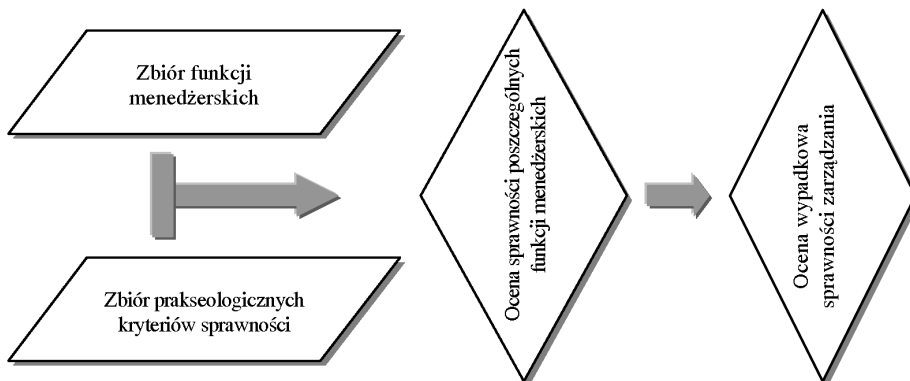 Zbiór funkcji
menedżerskich
Zbiór prakseologicznych
kryteriów sprawności
Ocena sprawności poszczególnych
funkcji menedżerskich
Ocena wypadkowa
sprawności zarządzania